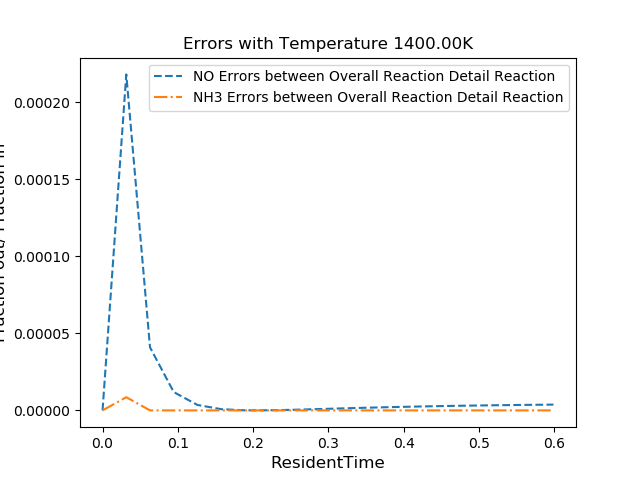 Errors with Temperature 1400.00K
NO Errors between Overall Reaction Detail Reaction
NH3 Errors between Overall Reaction Detail Reaction
0.00020
0.00015
0.00010
0.00005
0.00000
Fraction out/ Fraction in
0.0 0.1 0.2 0.3 0.4 0.5 0.6
ResidentTime